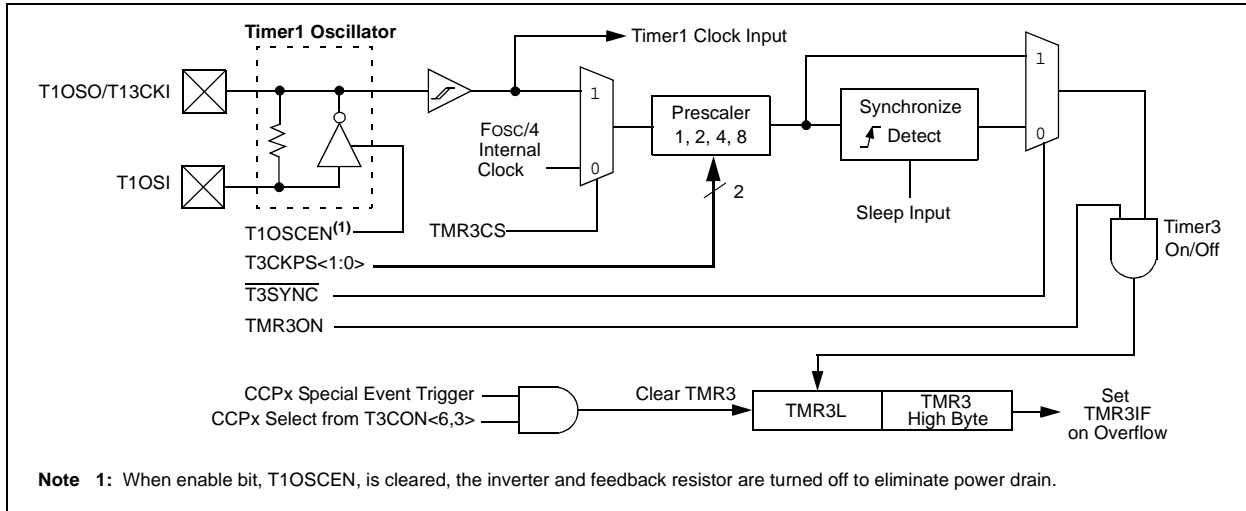 Timer1 Oscillator
Timer1 Clock Input
T1OSO/T13CKI
1
1
Prescaler
1, 2, 4, 8
Synchronize
Detect
FOSC/4
Internal
Clock
0
0
T1OSI
2
Sleep Input
T1OSCEN(1)
TMR3CS
Timer3
On/Off
T3CKPS<1:0>
T3SYNC
TMR3ON
CCPx Special Event Trigger
CCPx Select from T3CON<6,3>
Clear TMR3
TMR3L
TMR3
High Byte
Set
TMR3IF
on Overflow
Note 1: When enable bit, T1OSCEN, is cleared, the inverter and feedback resistor are turned off to eliminate power drain.